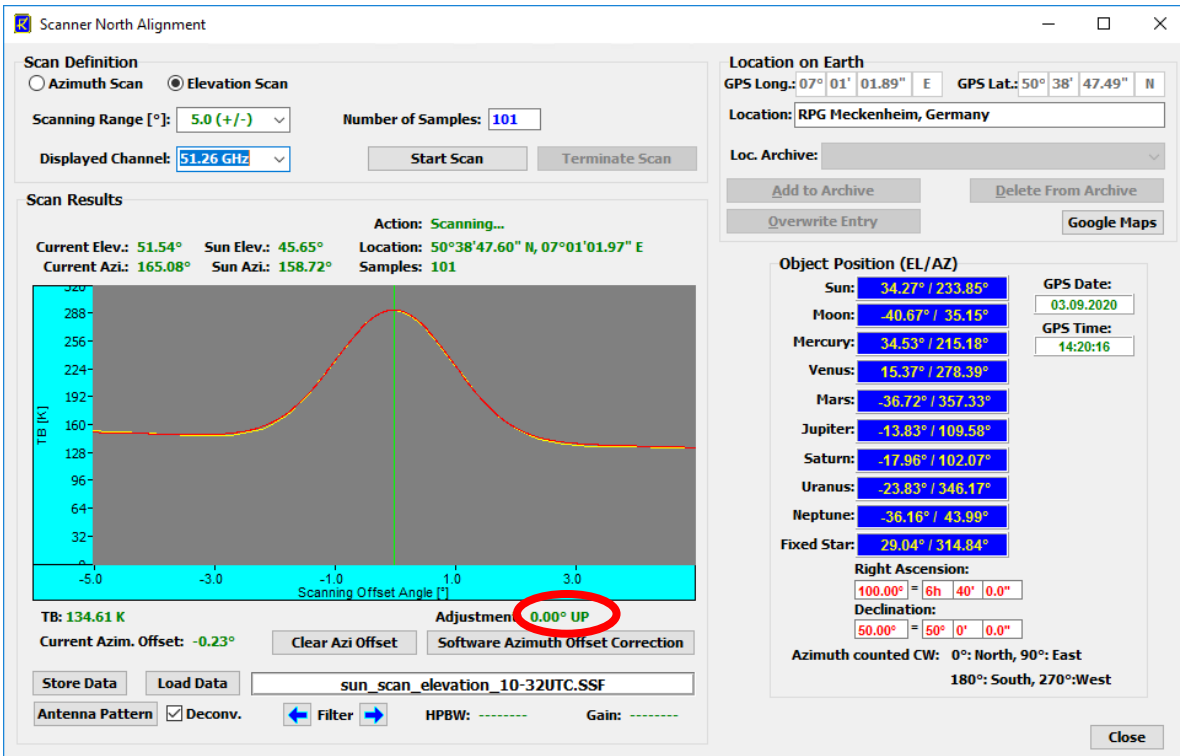 Scanner North Alignment
Scan Definition
Azimuth Scan Elevation Scan
Scanning Range [°]: 5.0 (+/-) Number of Samples: 101
Displayed Channel: 51.26 GHz Start Scan Terminate Scan
Scan Results
Action: Scanning...
Current Elev.: 51.54° Sun Elev.: 45.65° Location: 50°38'47.60" N, 07°01'01.97" E
Current Azi.: 165.08° Sun Azi.: 158.72° Samples: 101
320
288
256
224
192
160
128
96
64
32
0
TB [K]
-5.0 -3.0 -1.0 1.0 3.0
Scanning Offset Angle [°]
TB: 134.61 K Adjustment: 0.00° UP
Current Azim. Offset: -0.23° Clear Azi Offset Software Azimuth Offset Correction
Store Data Load Data sun_scan_elevation_10-32UTC.SSF
Antenna Pattern Deconv. Filter HPBW: -------- Gain: --------
Location on Earth
GPS Long.: 07° 01' 01.89" E GPS Lat.: 50° 38' 47.49" N
Location: RPG Meckenheim, Germany
Loc. Archive:
Add to Archive Delete From Archive
Overwrite Entry Google Maps
Object Position (EL/AZ)
Sun: 34.27° / 233.85° GPS Date:
03.09.2020
Moon: -40.67° / 35.15° GPS Time:
Mercury: 34.53° / 215.18° 14:20:16
Venus: 15.37° / 278.39°
Mars: -36.72° / 357.33°
Jupiter: -13.83° / 109.58°
Saturn: -17.96° / 102.07°
Uranus: -23.83° / 346.17°
Neptune: -36.16° / 43.99°
Fixed Star: 29.04° / 314.84°
Right Ascension:
100.00° = 6h 40' 0.0"
Declination:
50.00° = 50° 0' 0.0"
Azimuth counted CW: 0°: North, 90°: East
180°: South, 270°:West
Close